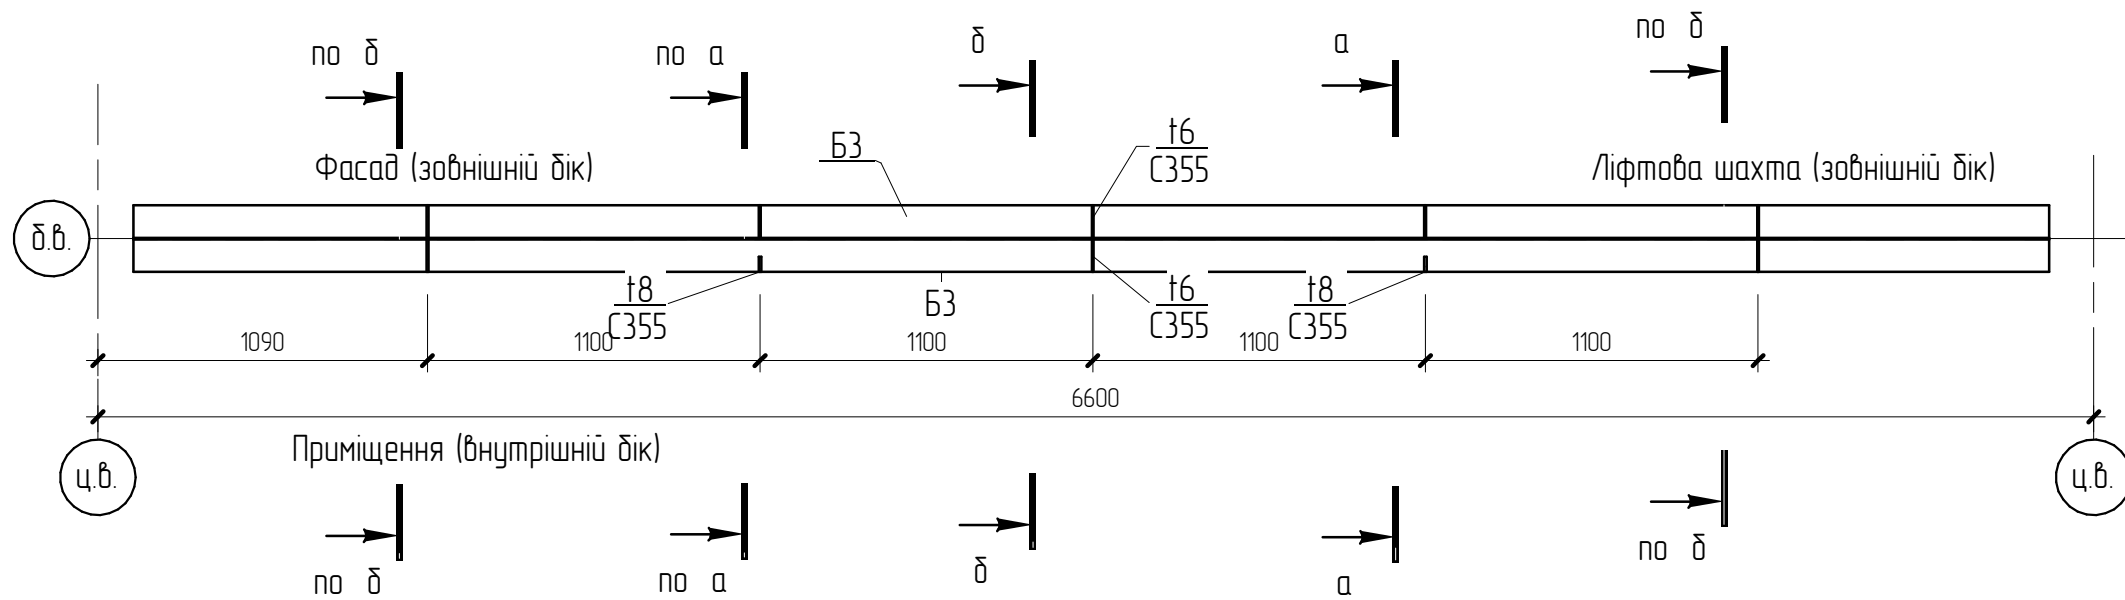 по б
по а
б
а
по б
Фасад (зовнішній бік)
Б3
t6
С355
Ліфтова шахта (зовнішній бік)
б.в.
t8
С355
Б3
t6
С355
t8
С355
1090
1100
1100
1100
1100
6600
Приміщення (внутрішній бік)
ц.в.
ц.в.
по б
по а
б
а
по б